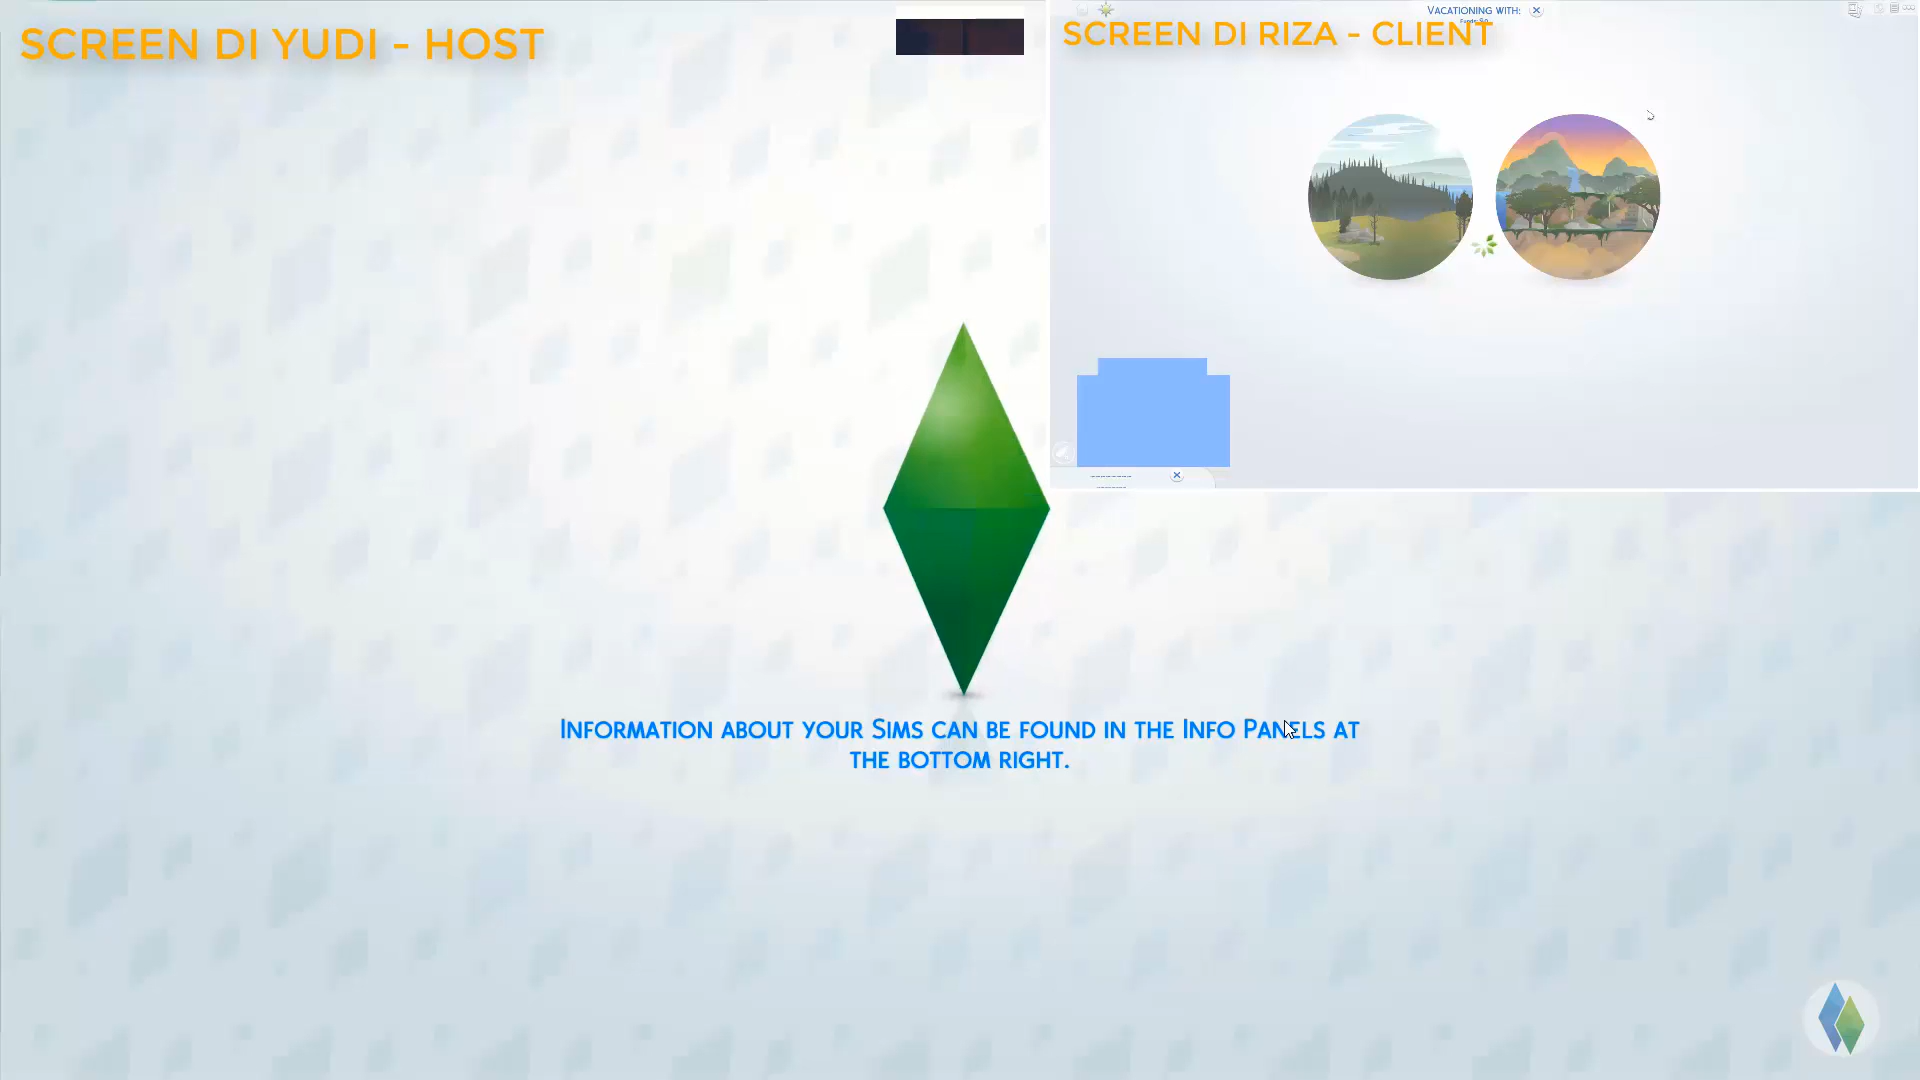 SCREEN DI YUDI - HOST
VACATIONING WITH:
SCREEN DI RIZA - CLIENT
INFORMATION ABOUT YOUR SIMS CAN BE FOUND IN THE INFO PANELS AT
THE BOTTOM RIGHT.